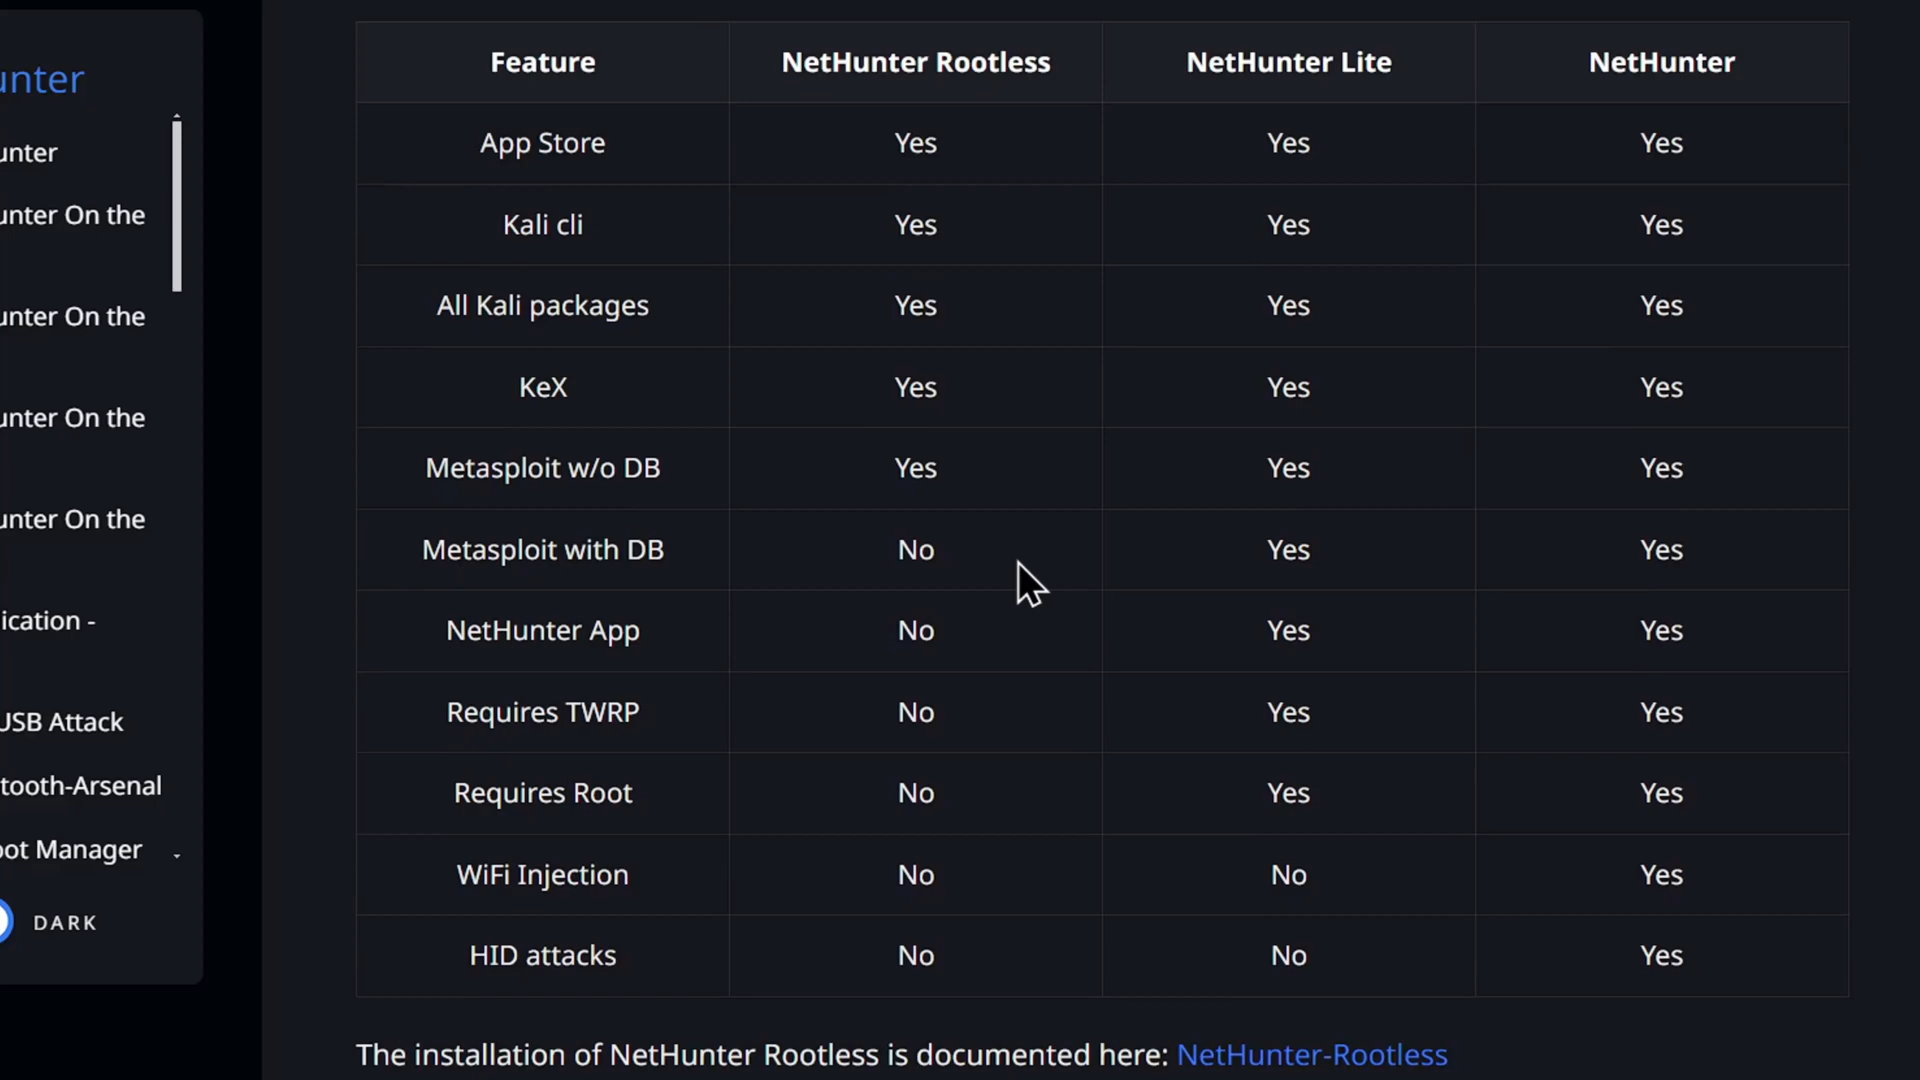 unter
unter
unter On the
unter On the
unter On the
unter On the
ication -
USB Attack
tooth-Arsenal
oot Manager
DARK
Feature NetHunter Rootless NetHunter Lite NetHunter
App Store Yes Yes Yes
Kali cli Yes Yes Yes
All Kali packages Yes Yes Yes
KeX Yes Yes Yes
Metasploit w/o DB Yes Yes Yes
Metasploit with DB No Yes Yes
NetHunter App No Yes Yes
Requires TWRP No Yes Yes
Requires Root No Yes Yes
WiFi Injection No No Yes
HID attacks No No Yes
The installation of NetHunter Rootless is documented here: NetHunter-Rootless